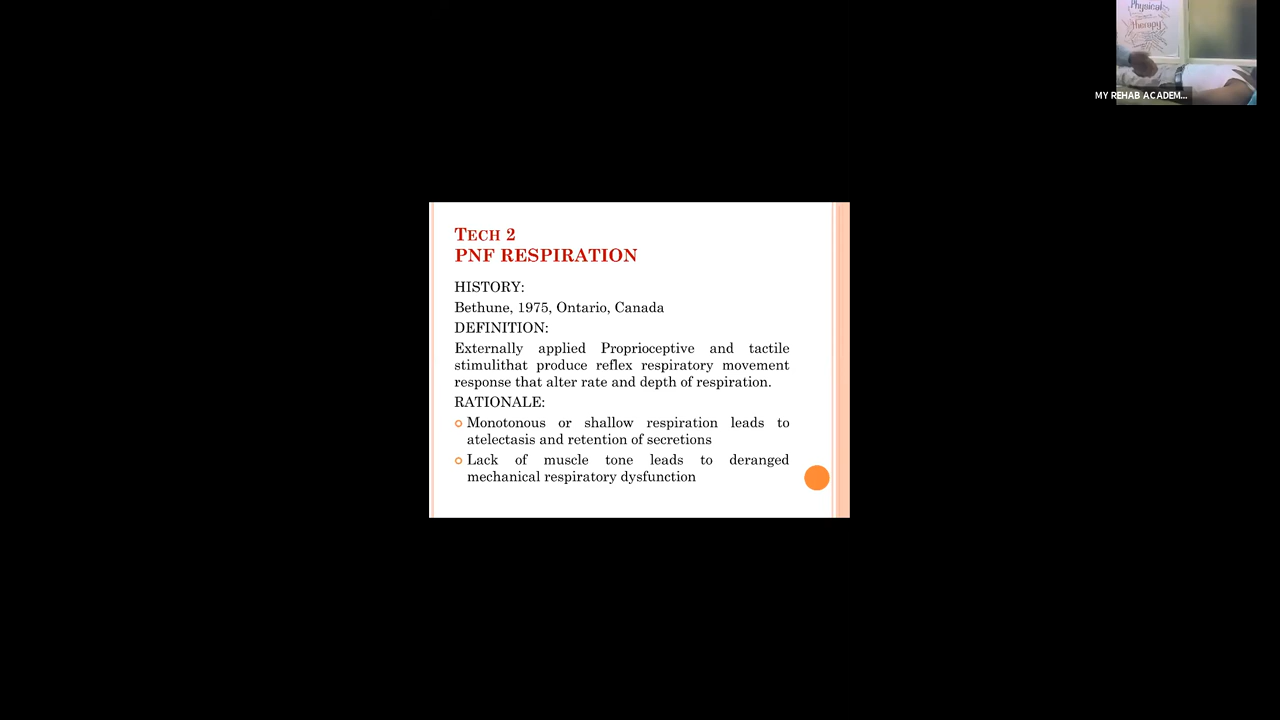 Physical
Therapy
MY REHAB ACADEM...
TECH 2
PNF RESPIRATION
HISTORY:
Bethune, 1975, Ontario, Canada
DEFINITION:
Externally applied Proprioceptive and tactile
stimulithat produce reflex respiratory movement
response that alter rate and depth of respiration.
RATIONALE:
Monotonous or shallow respiration leads to
atelectasis and retention of secretions
Lack of muscle tone leads to deranged
mechanical respiratory dysfunction